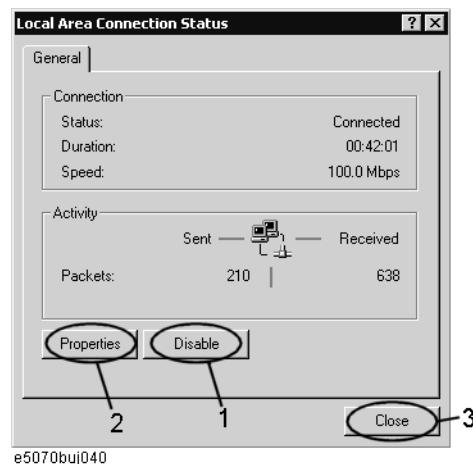 Local Area Connection Status ? X
General
Connection
Status: Connected
Duration: 00:42:01
Speed: 100.0 Mbps
Activity
Sent Received
Packets: 210 638
Properties Disable
2 1
Close 3
e5070buj040